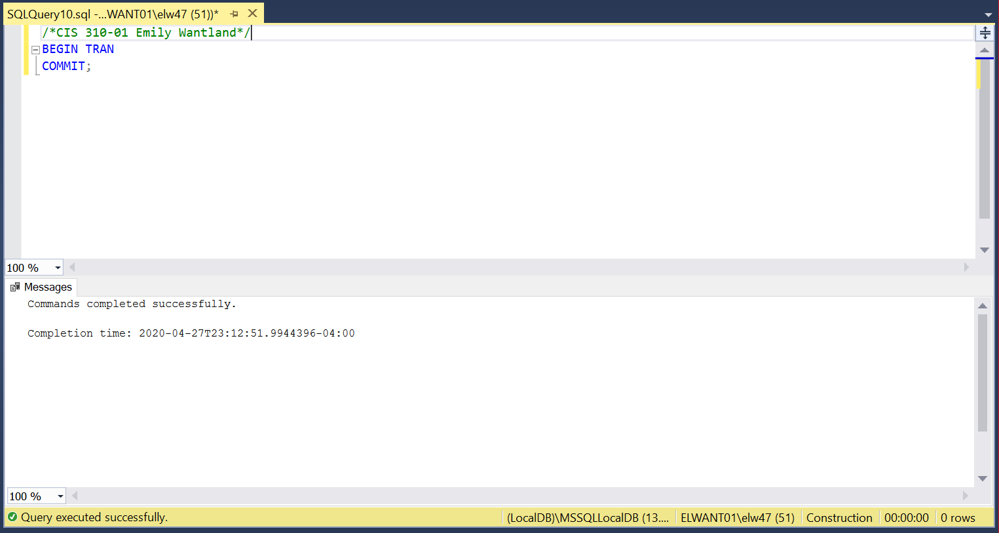 SQLQuery10.sql -...WANT01\elw47 (51))*
/*CIS 310-01 Emily Wantland*/
BEGIN TRAN
COMMIT;
100 %
Messages
Commands completed successfully.
Completion time: 2020-04-27T23:12:51.9944396-04:00
100 %
Query executed successfully. (LocalDB)\MSSQLLocalDB (13.... ELWANT01\elw47 (51) Construction 00:00:00 0 rows